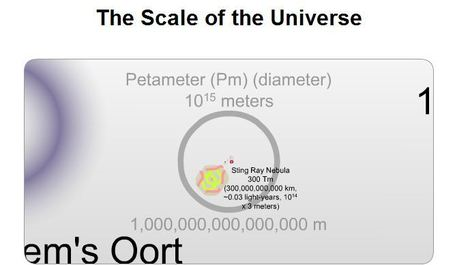 The Scale of the Universe
Petameter (Pm) (diameter)
10¹⁵ meters
1
Sting Ray Nebula
300 Tm
(300,000,000,000 km,
~0.03 light-years, 10¹⁴
x 3 meters)
1,000,000,000,000,000 m
em's Oort